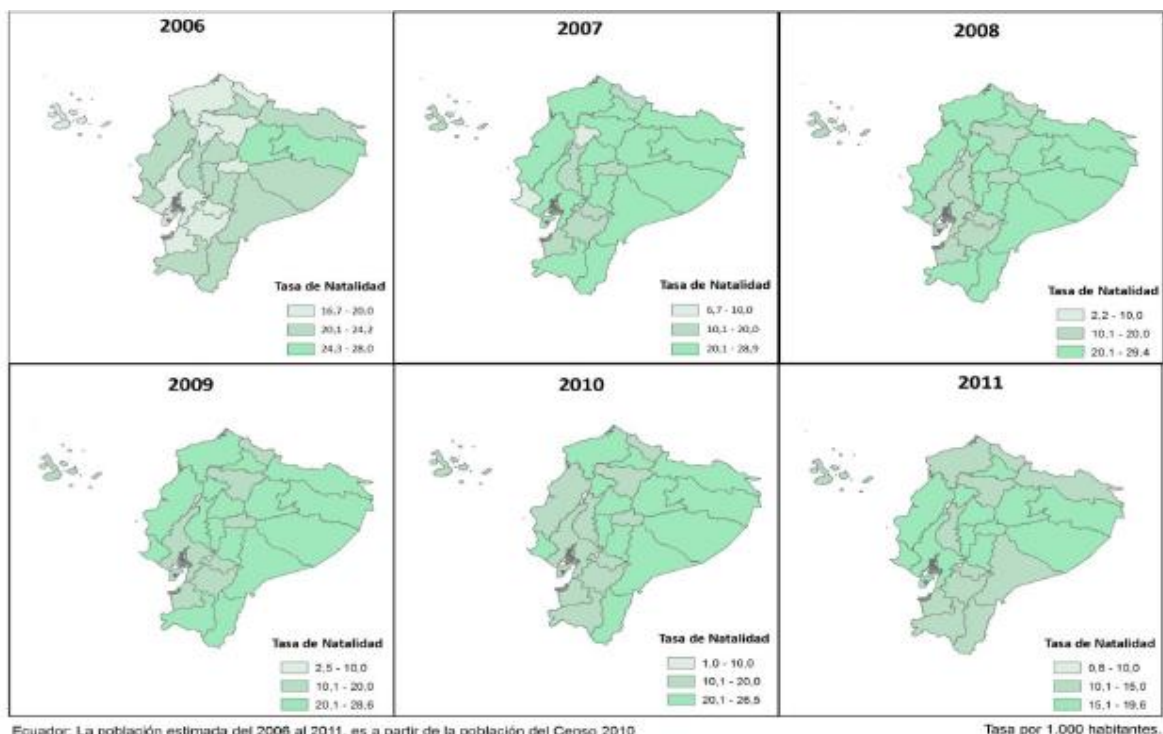 2006
2007
2008
Tasa de Natalidad
16,7 - 20,0
20,1 - 24,2
24,3 - 28,0
Tasa de Natalidad
6,7 - 10,0
10,1 - 20,0
20,1 - 28,9
Tasa de Natalidad
2,2 - 10,0
10,1 - 20,0
20,1 - 29,4
2009
2010
2011
Tasa de Natalidad
2,5 - 10,0
10,1 - 20,0
20,1 - 28,6
Tasa de Natalidad
1,0 - 10,0
10,1 - 20,0
20,1 - 28,5
Tasa de Natalidad
0,8 - 10,0
10,1 - 15,0
15,1 - 19,6
Ecuador: La población estimada del 2006 al 2011, es a partir de la población del Censo 2010
Tasa por 1.000 habitantes.